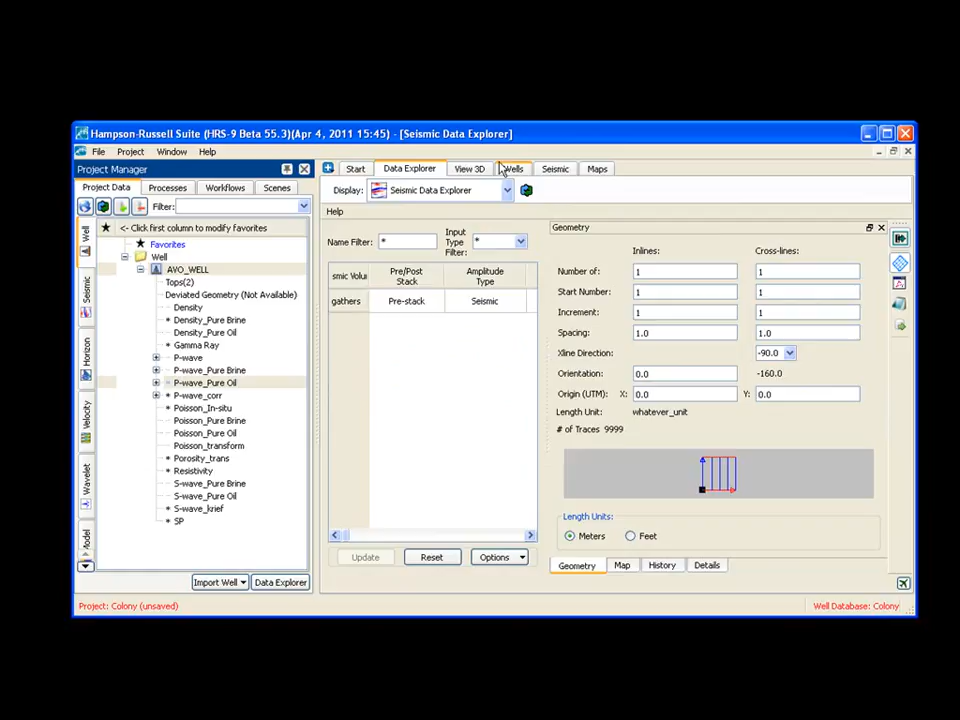 Hampson-Russell Suite (HRS-9 Beta 55.3)(Apr 4, 2011 15:45) - [Seismic Data Explorer]
File Project Window Help
Project Manager
Start Data Explorer View 3D Wells Seismic Maps
Project Data Processes Workflows Scenes
Display: Seismic Data Explorer
Filter:
Help
<- Click first column to modify favorites
Favorites
Well
AVO_WELL
Tops(2)
Deviated Geometry (Not Available)
Density
Density_Pure Brine
Density_Pure Oil
Gamma Ray
P-wave
P-wave_Pure Brine
P-wave_Pure Oil
P-wave_corr
Poisson_In-situ
Poisson_Pure Brine
Poisson_Pure Oil
Poisson_transform
Porosity_trans
Resistivity
S-wave_Pure Brine
S-wave_Pure Oil
S-wave_krief
SP
Well
Seismic
Horizon
Velocity
Wavelet
Model
Import Well Data Explorer
Name Filter: * Input Type Filter: *
smic Volu Pre/Post Stack Amplitude Type
gathers Pre-stack Seismic
Update Reset Options
Geometry
Inlines: Cross-lines:
Number of: 1 1
Start Number: 1 1
Increment: 1 1
Spacing: 1.0 1.0
Xline Direction: -90.0
Orientation: 0.0 -160.0
Origin (UTM): X: 0.0 Y: 0.0
Length Unit: whatever_unit
# of Traces 9999
Length Units:
Meters Feet
Geometry Map History Details
Project: Colony (unsaved) Well Database: Colony